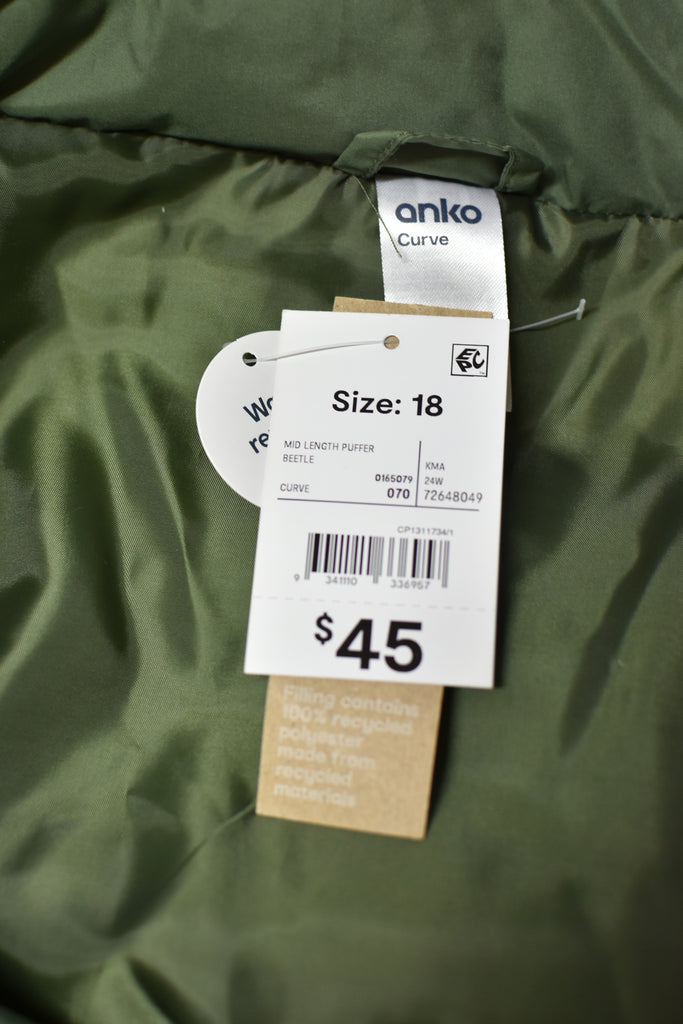 anko
Curve
EPC
Size: 18
MID LENGTH PUFFER
BEETLE
CURVE
0165079
070
KMA
24W
72648049
CP1311734/1
9 341110 336957
$45
Filling contains
100% recycled
polyester
made from
recycled
materials